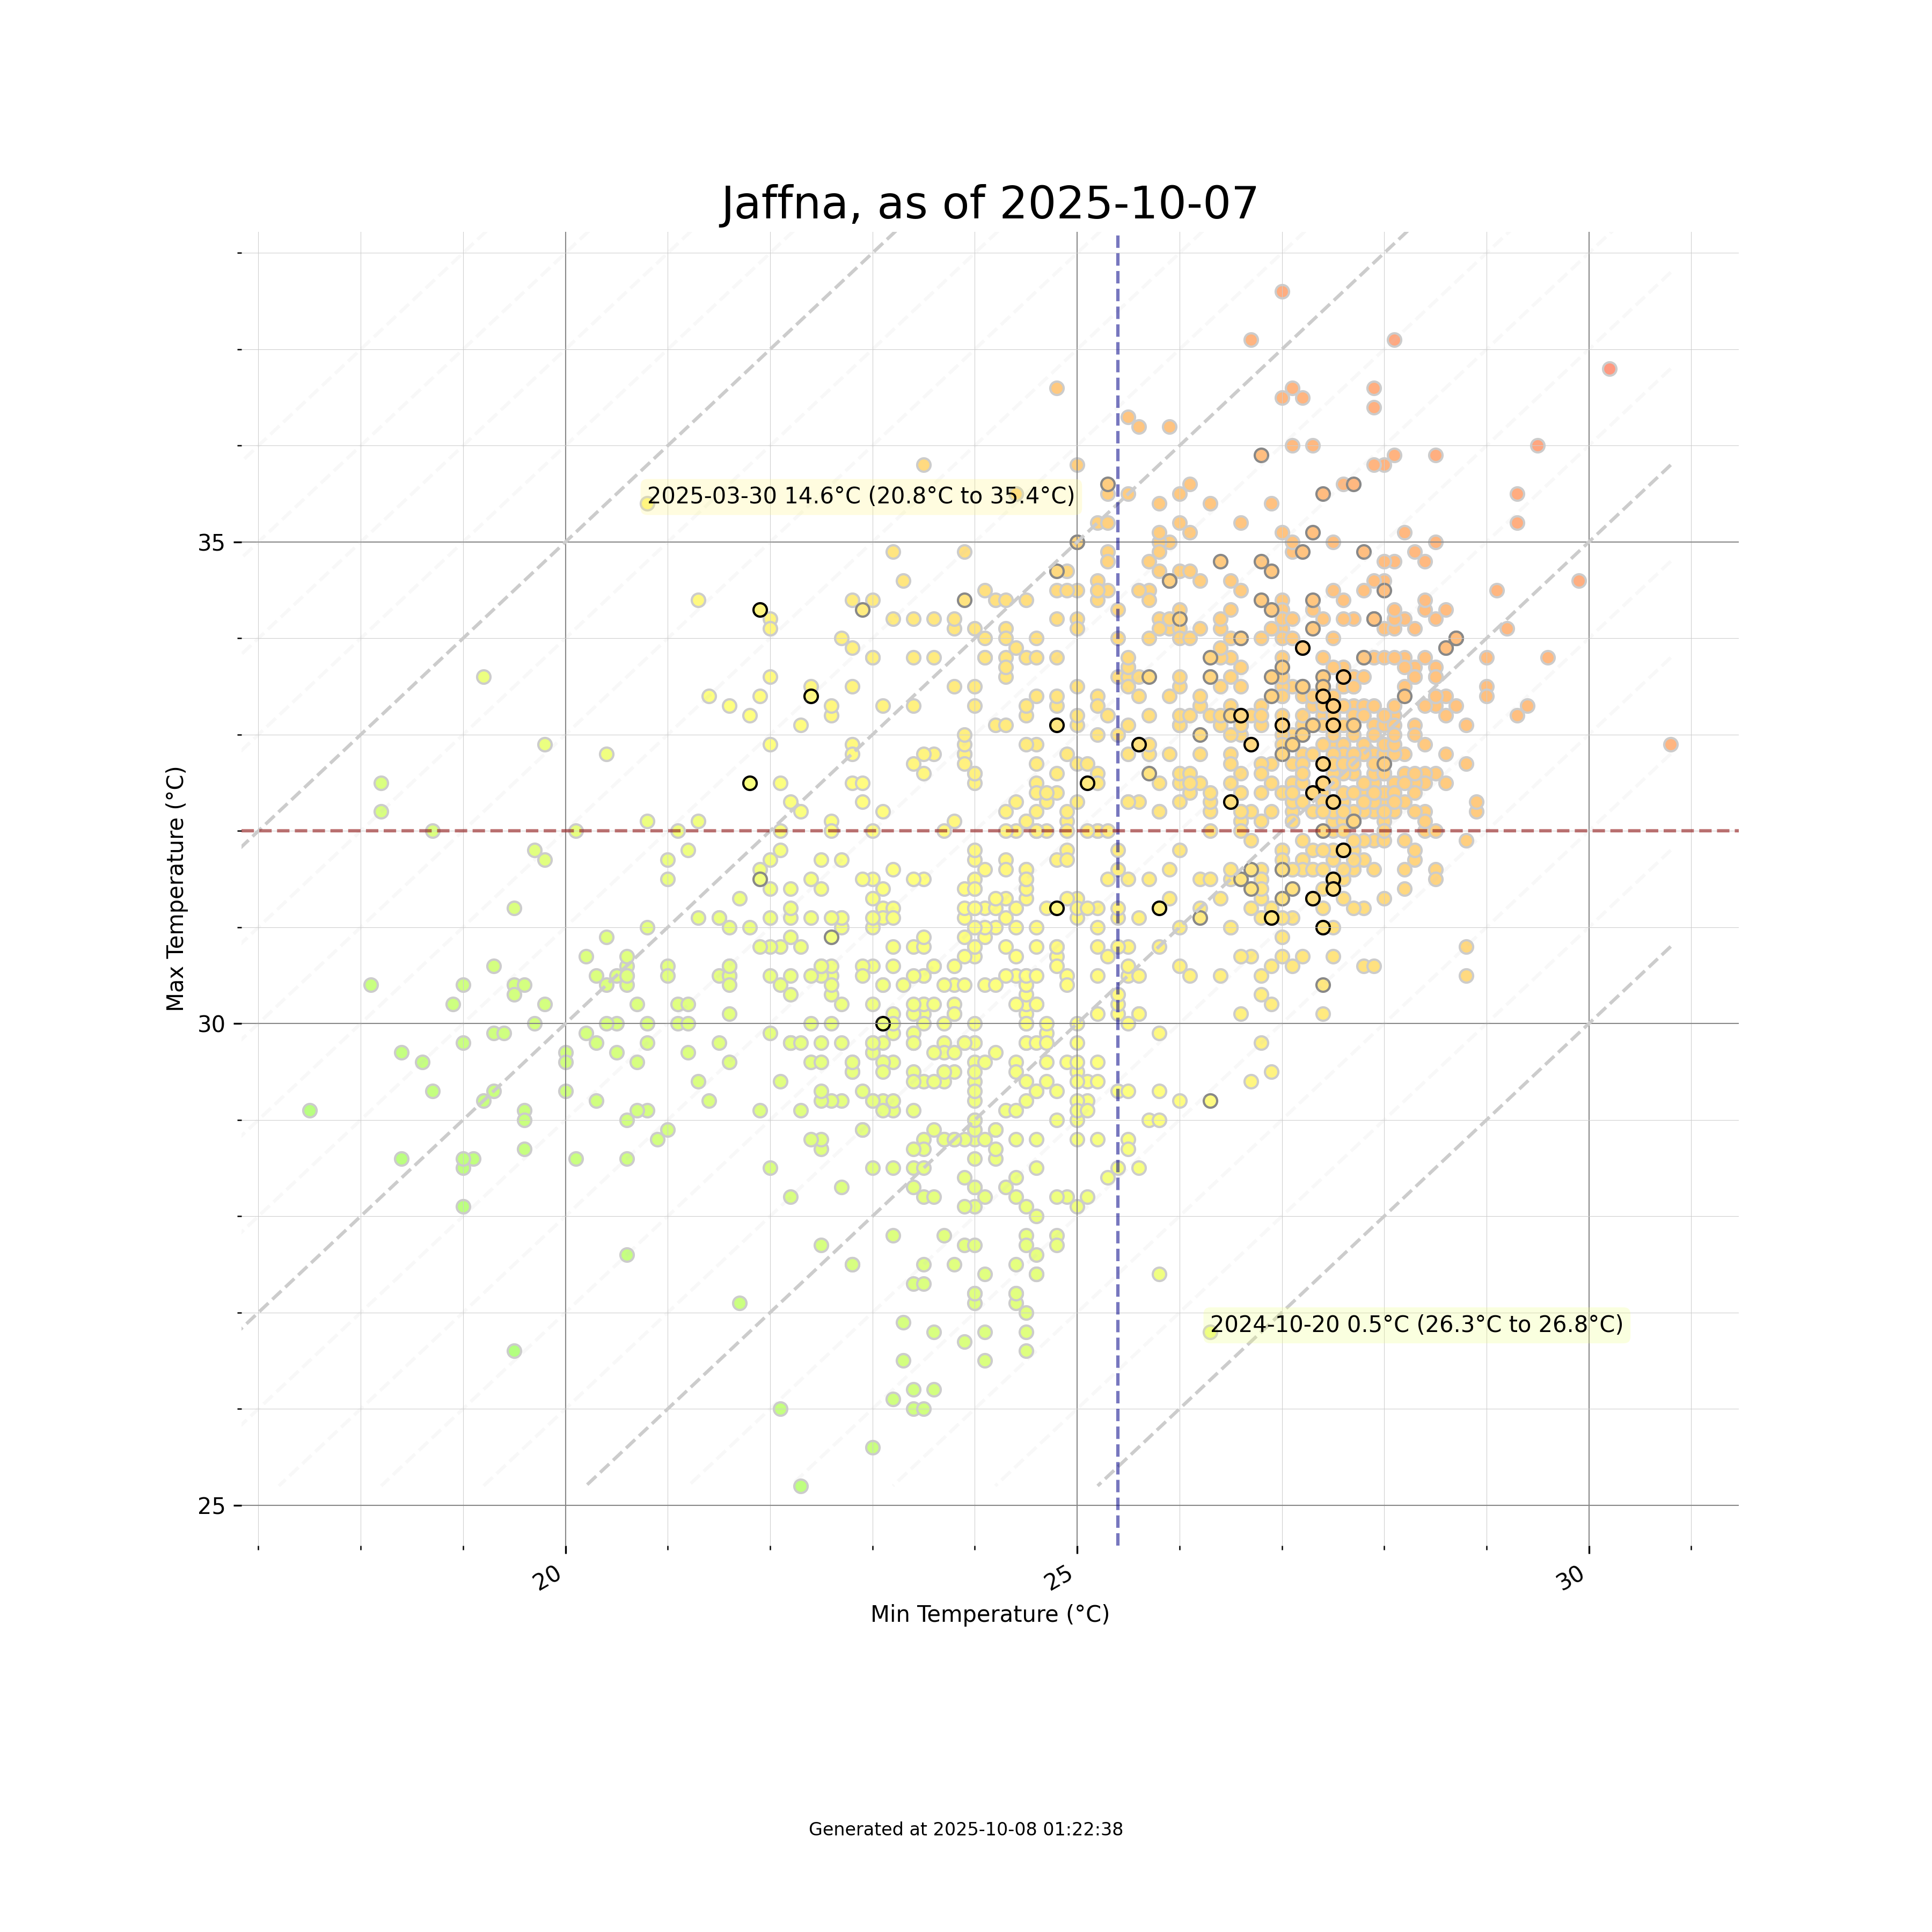 Jaffna, as of 2025-10-07
2025-03-30 14.6°C (20.8°C to 35.4°C)
35
Max Temperature (°C)
30
2024-10-20 0.5°C (26.3°C to 26.8°C)
25
20
25
30
Min Temperature (°C)
Generated at 2025-10-08 01:22:38